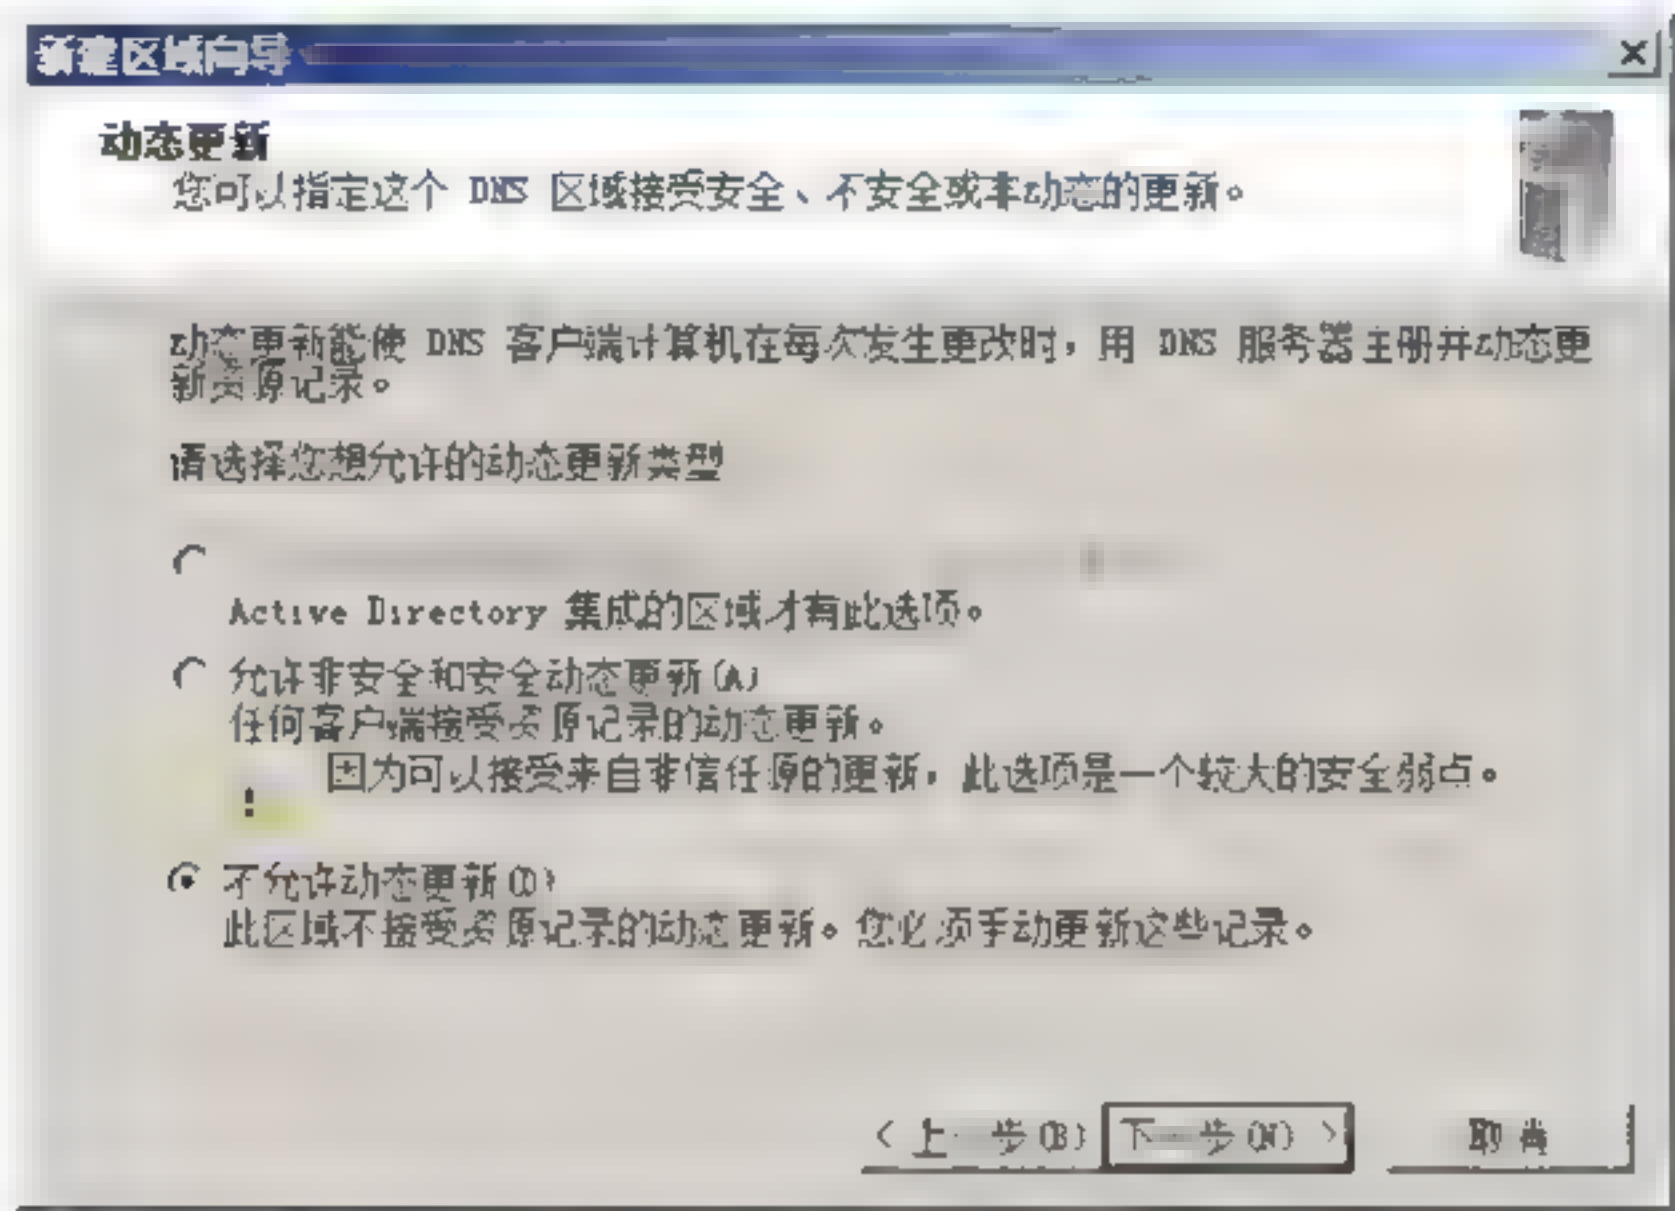 新建区域向导
动态更新
您可以指定这个 DNS 区域接受安全、不安全或非动态的更新。
动态更新能使 DNS 客户端计算机在每次发生更改时，用 DNS 服务器注册并动态更
新资源记录。
请选择您想允许的动态更新类型
Active Directory 集成的区域才有此选项。
允许非安全和安全动态更新(A)
任何客户端接受资源记录的动态更新。
因为可以接受来自非信任源的更新，此选项是一个较大的安全弱点。
不允许动态更新(D)
此区域不接受资源记录的动态更新。您必须手动更新这些记录。
< 上一步(B) 下一步(N) > 取消